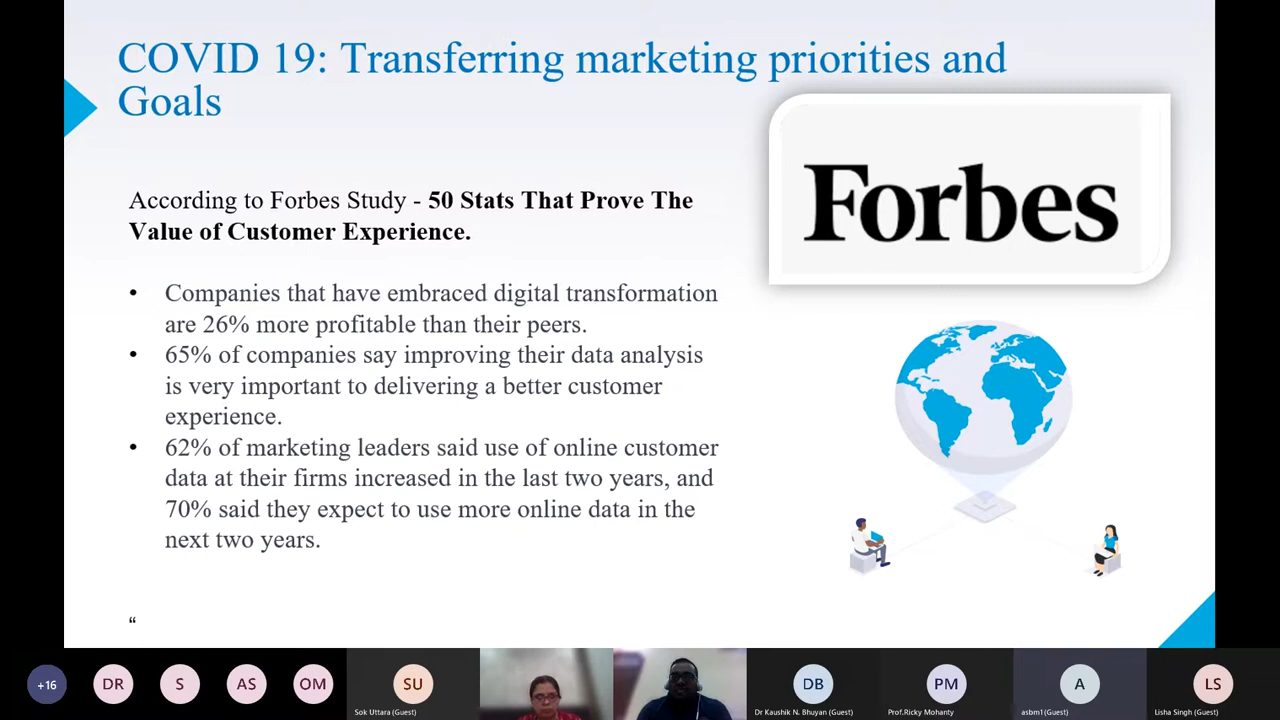 COVID 19: Transferring marketing priorities and
Goals
Forbes
According to Forbes Study - 50 Stats That Prove The
Value of Customer Experience.
• Companies that have embraced digital transformation
are 26% more profitable than their peers.
• 65% of companies say improving their data analysis
is very important to delivering a better customer
experience.
• 62% of marketing leaders said use of online customer
data at their firms increased in the last two years, and
70% said they expect to use more online data in the
next two years.
“
+16 DR S AS OM SU DB PM A LS
Sok Uttara (Guest) Dr Kaushik N. Bhuyan (Guest) Prof.Ricky Mohanty asbm1(Guest) Lisha Singh (Guest)